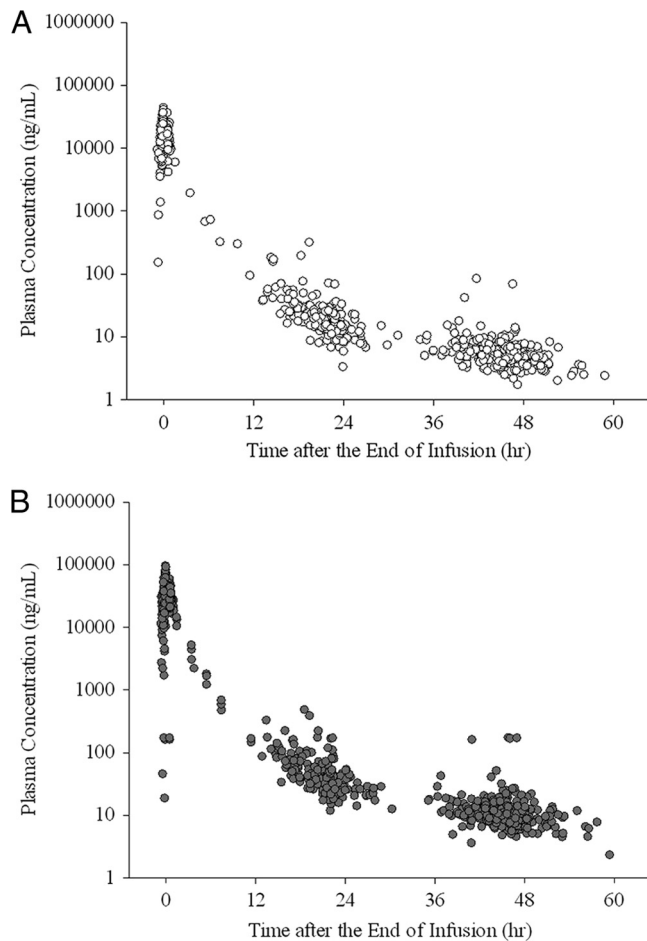 A
1000000
100000
10000
1000
100
10
1
Plasma Concentration (ng/mL)
0 12 24 36 48 60
Time after the End of Infusion (hr)
B
1000000
100000
10000
1000
100
10
1
Plasma Concentration (ng/mL)
0 12 24 36 48 60
Time after the End of Infusion (hr)